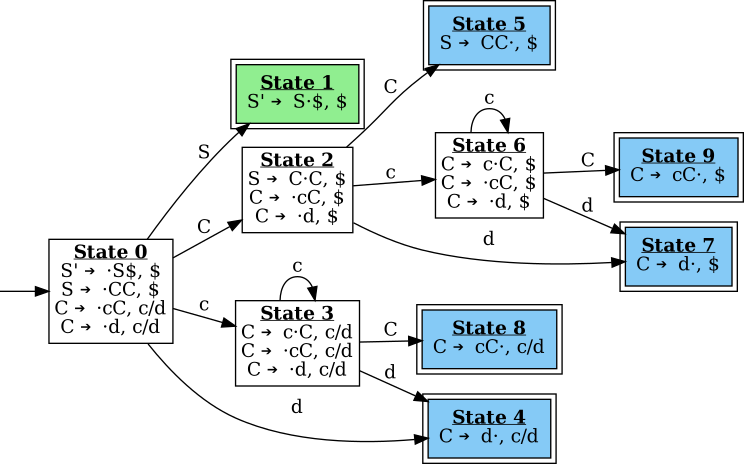 State 5
S → CC·, $
State 1
S' → S·$, $
C
c
S
State 2
S → C·C, $
C → ·cC, $
C → ·d, $
c
State 6
C → c·C, $
C → ·cC, $
C → ·d, $
C
State 9
C → cC·, $
C
d
d
State 7
C → d·, $
State 0
S' → ·S$, $
S → ·CC, $
C → ·cC, c/d
C → ·d, c/d
c
c
State 3
C → c·C, c/d
C → ·cC, c/d
C → ·d, c/d
C
State 8
C → cC·, c/d
d
d
State 4
C → d·, c/d